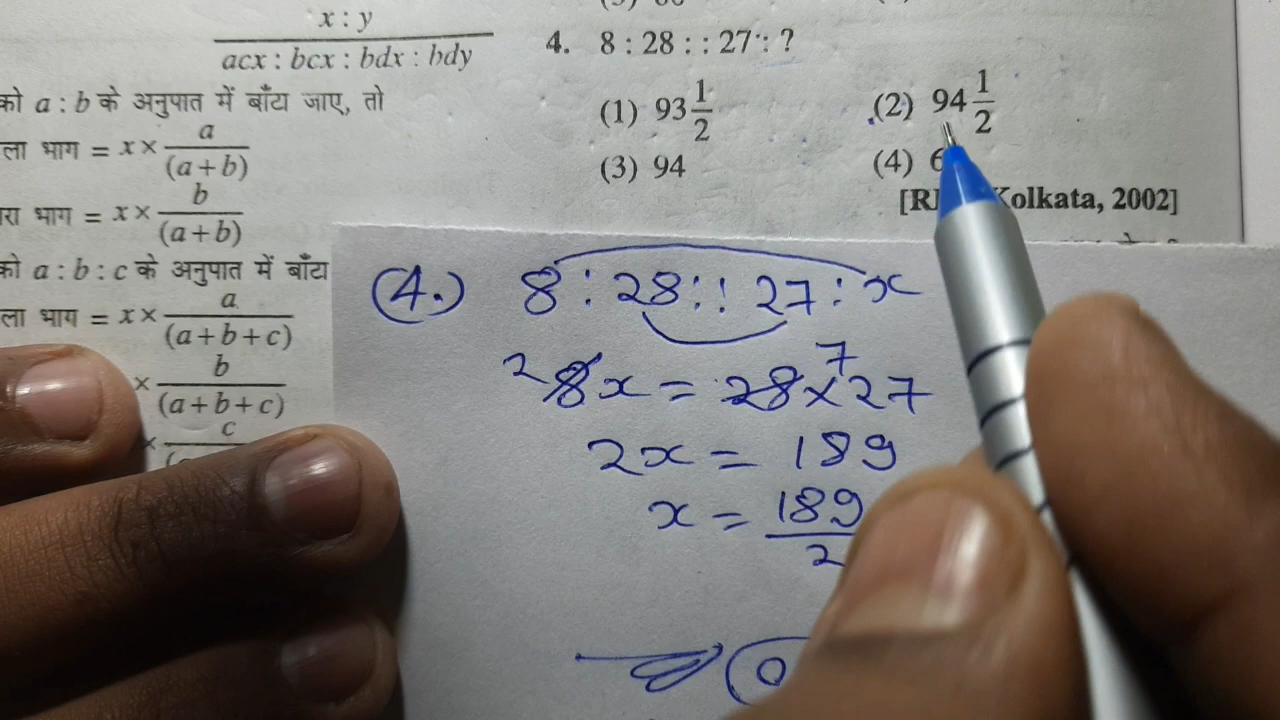 x : y
acx : bcx : bdx : bdy
को a : b के अनुपात में बाँटा जाए, तो
ला भाग = x × a/(a+b)
रा भाग = x × b/(a+b)
को a : b : c के अनुपात में बाँटा
ला भाग = x × a/(a+b+c)
× b/(a+b+c)
× c
4. 8 : 28 : : 27 : ?
(1) 93 1/2 (2) 94 1/2
(3) 94 (4) 6
Kolkata, 2002]
(4.) 8 : 28 : : 27 : x
2 8x = 28 × 27 7
2x = 189
x = 189/2